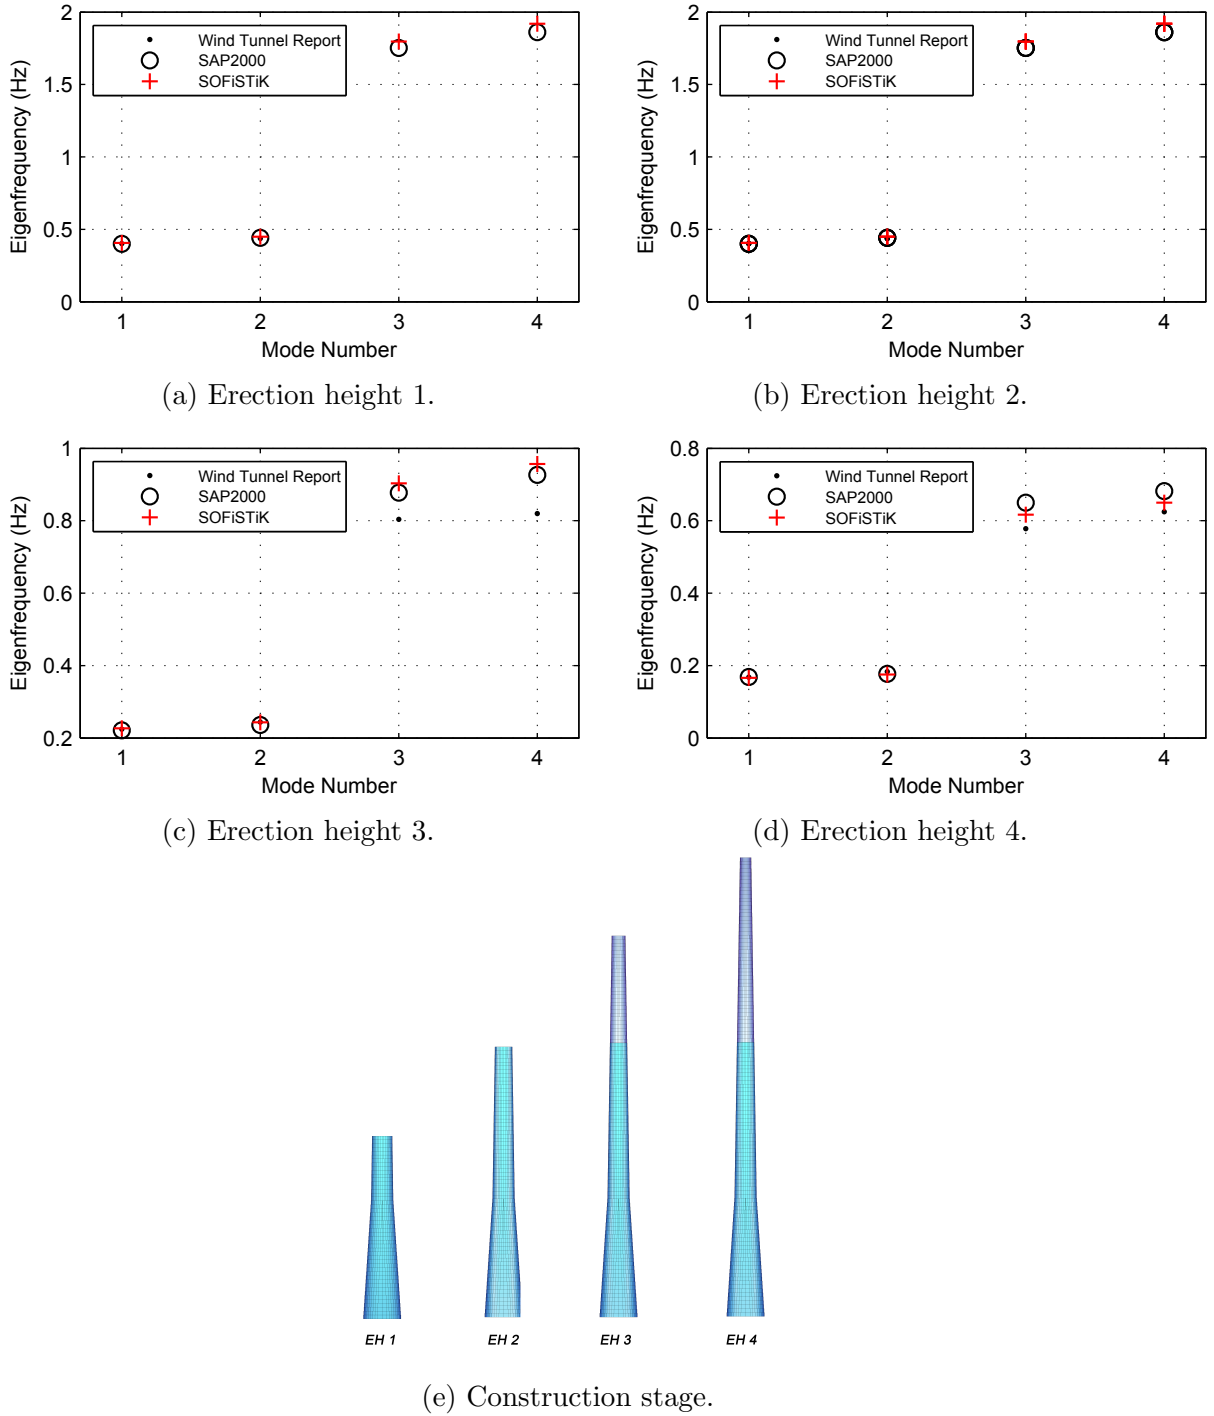 2
1.5
1
0.5
0
Eigenfrequency (Hz)
Wind Tunnel Report
SAP2000
SOFiSTiK
1 2 3 4
Mode Number
(a) Erection height 1.
2
1.5
1
0.5
0
Eigenfrequency (Hz)
Wind Tunnel Report
SAP2000
SOFiSTiK
1 2 3 4
Mode Number
(b) Erection height 2.
1
0.8
0.6
0.4
0.2
Eigenfrequency (Hz)
Wind Tunnel Report
SAP2000
SOFiSTiK
1 2 3 4
Mode Number
(c) Erection height 3.
0.8
0.6
0.4
0.2
0
Eigenfrequency (Hz)
Wind Tunnel Report
SAP2000
SOFiSTiK
1 2 3 4
Mode Number
(d) Erection height 4.
EH 1 EH 2 EH 3 EH 4
(e) Construction stage.